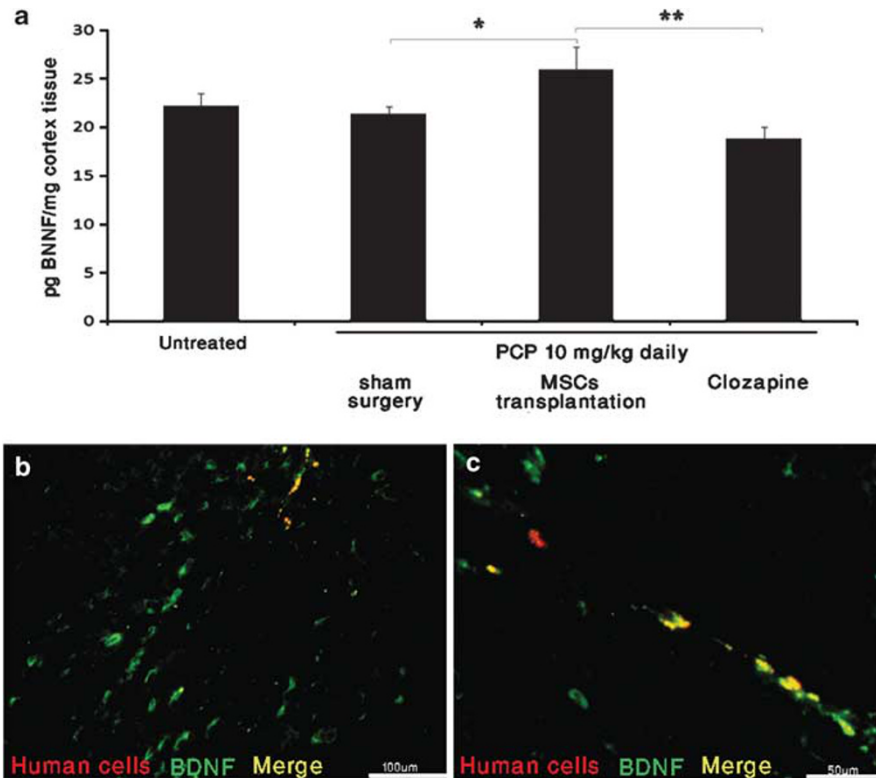 a
pg BNNF/mg cortex tissue
30
25
20
15
10
5
0
*
**
Untreated
PCP 10 mg/kg daily
sham
surgery
MSCs
transplantation
Clozapine
b
Human cells BDNF Merge
100um
c
Human cells BDNF Merge
50um